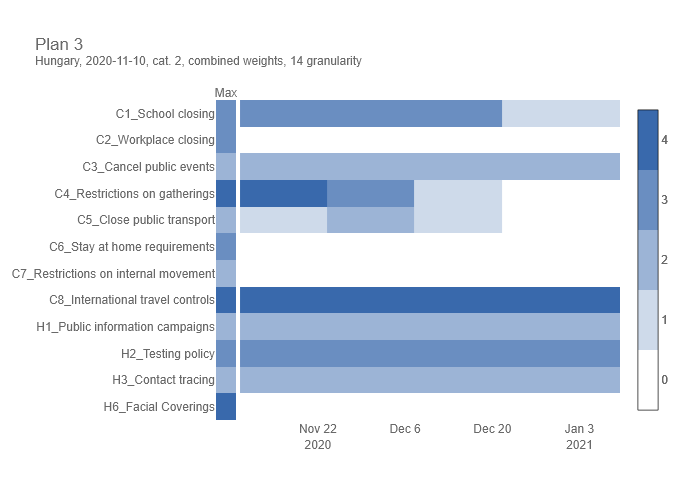 Plan 3
Hungary, 2020-11-10, cat. 2, combined weights, 14 granularity
Max
C1_School closing
C2_Workplace closing
C3_Cancel public events
C4_Restrictions on gatherings
C5_Close public transport
C6_Stay at home requirements
C7_Restrictions on internal movement
C8_International travel controls
H1_Public information campaigns
H2_Testing policy
H3_Contact tracing
H6_Facial Coverings
Nov 22 Dec 6 Dec 20 Jan 3
2020 2021
4
3
2
1
0